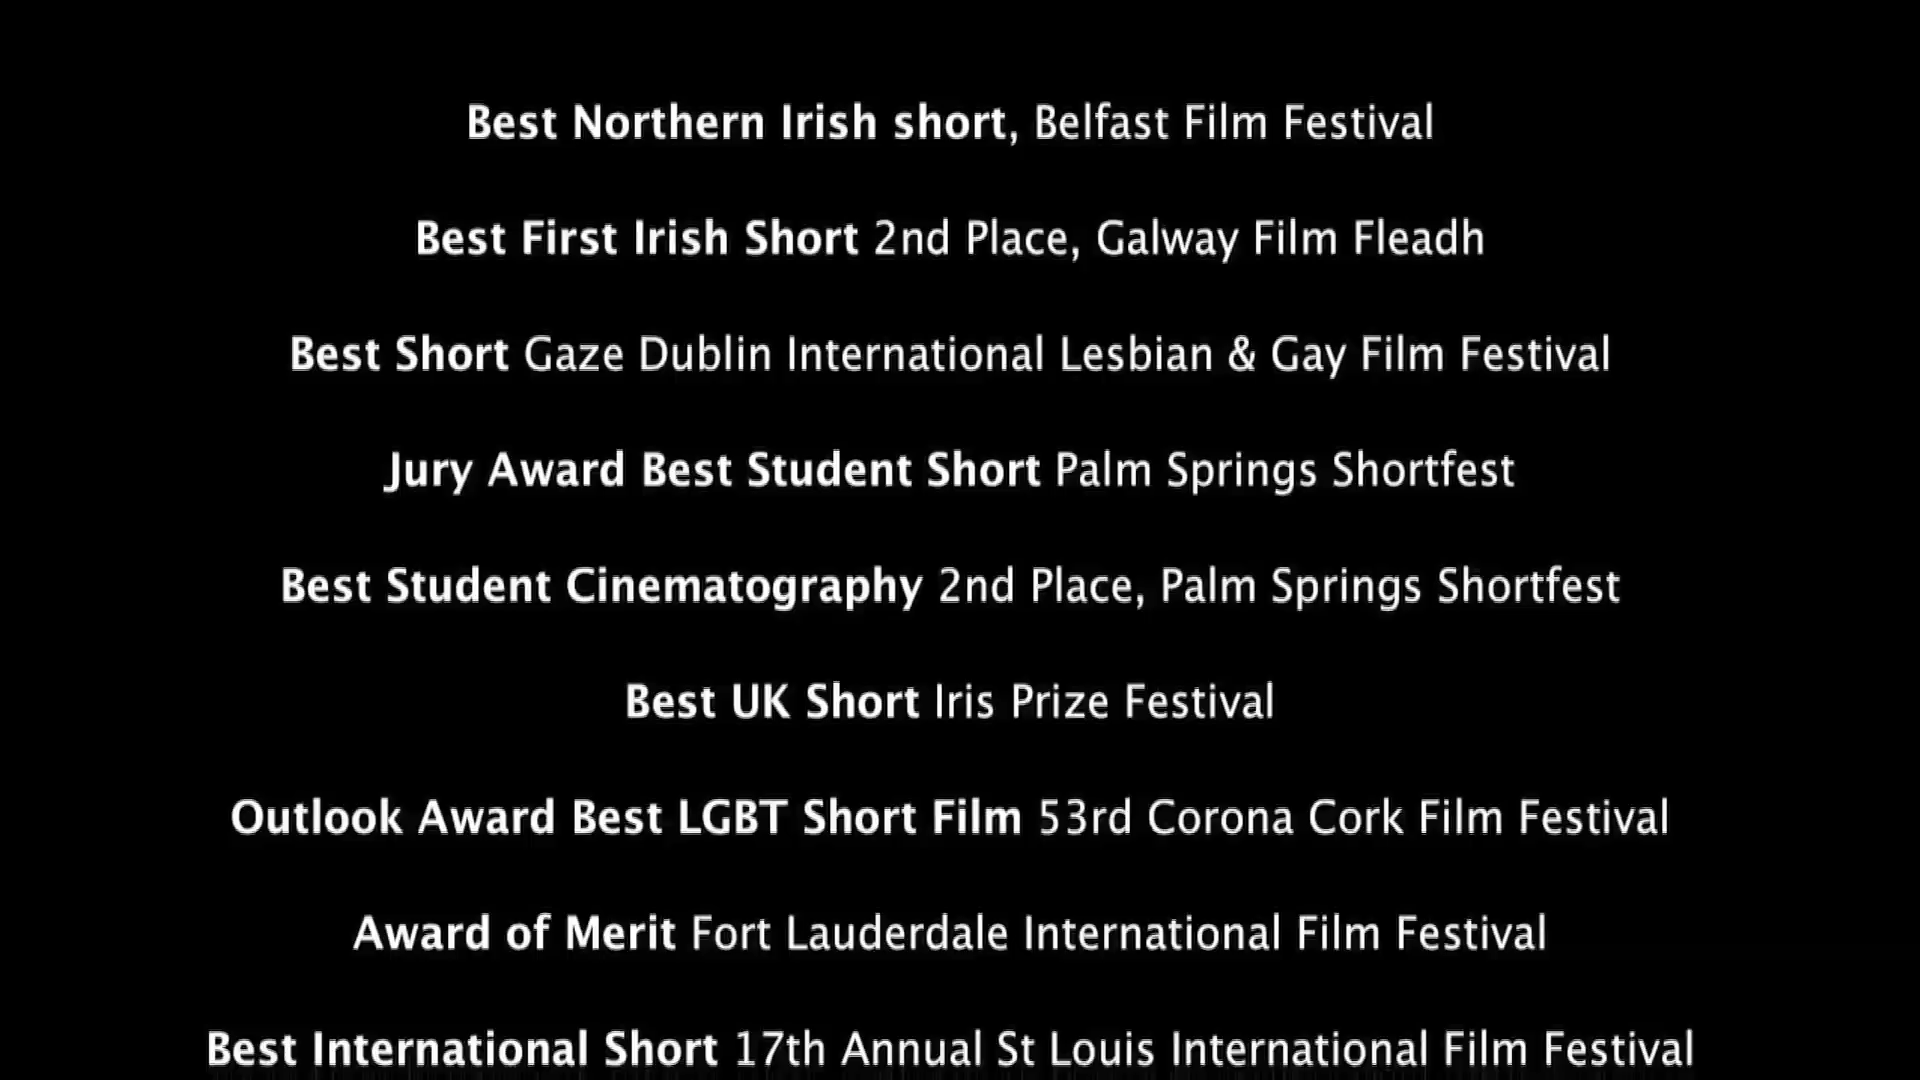 Best Northern Irish short, Belfast Film Festival
Best First Irish Short 2nd Place, Galway Film Fleadh
Best Short Gaze Dublin International Lesbian & Gay Film Festival
Jury Award Best Student Short Palm Springs Shortfest
Best Student Cinematography 2nd Place, Palm Springs Shortfest
Best UK Short Iris Prize Festival
Outlook Award Best LGBT Short Film 53rd Corona Cork Film Festival
Award of Merit Fort Lauderdale International Film Festival
Best International Short 17th Annual St Louis International Film Festival